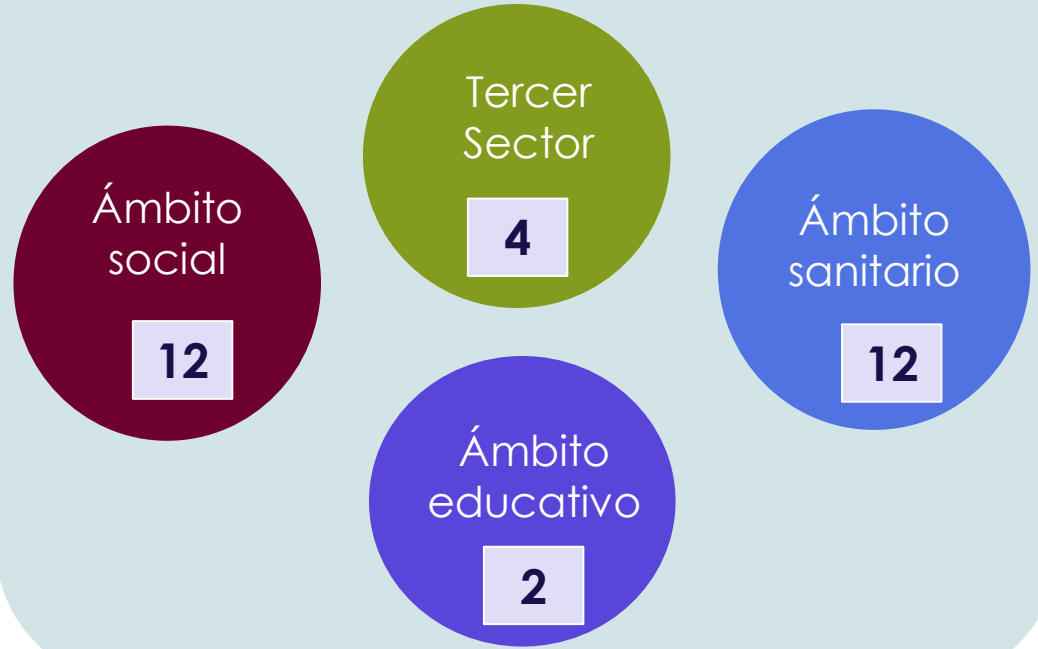 Tercer
Sector
4
Ámbito
social
12
Ámbito
sanitario
12
Ámbito
educativo
2